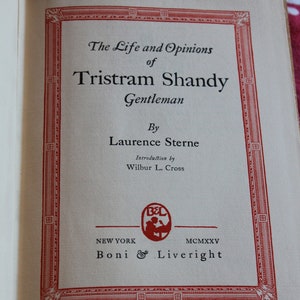 The Life and Opinions
of
Tristram Shandy
Gentleman
By
Laurence Sterne
Introduction by
Wilbur L. Cross
B&L
NEW YORK MCMXXV
Boni & Liveright